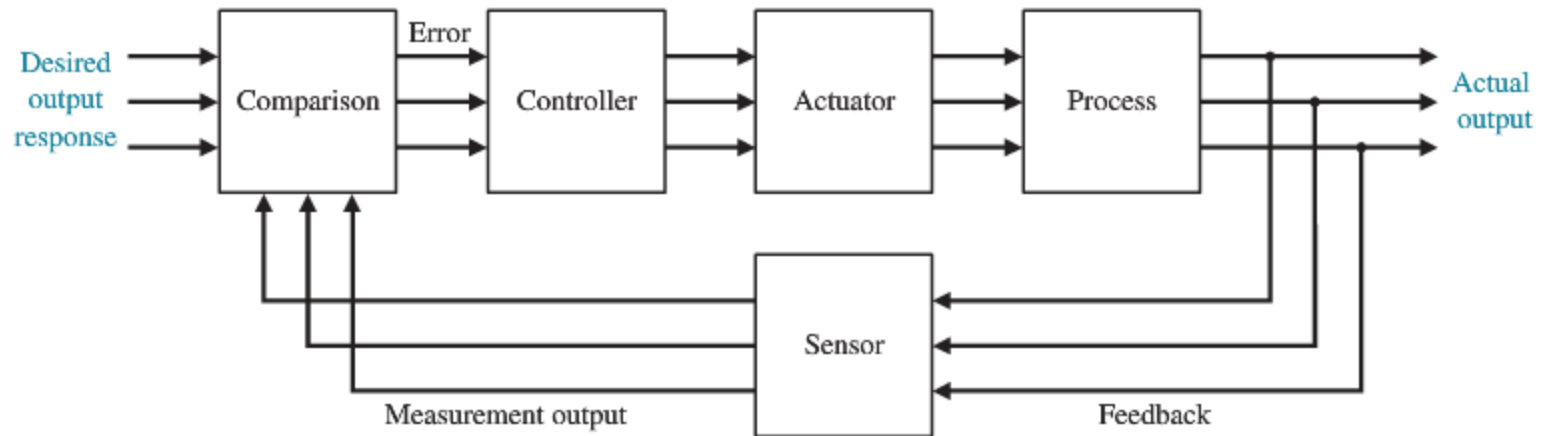 Desired
output
response
Comparison
Error
Controller
Actuator
Process
Actual
output
Sensor
Measurement output
Feedback